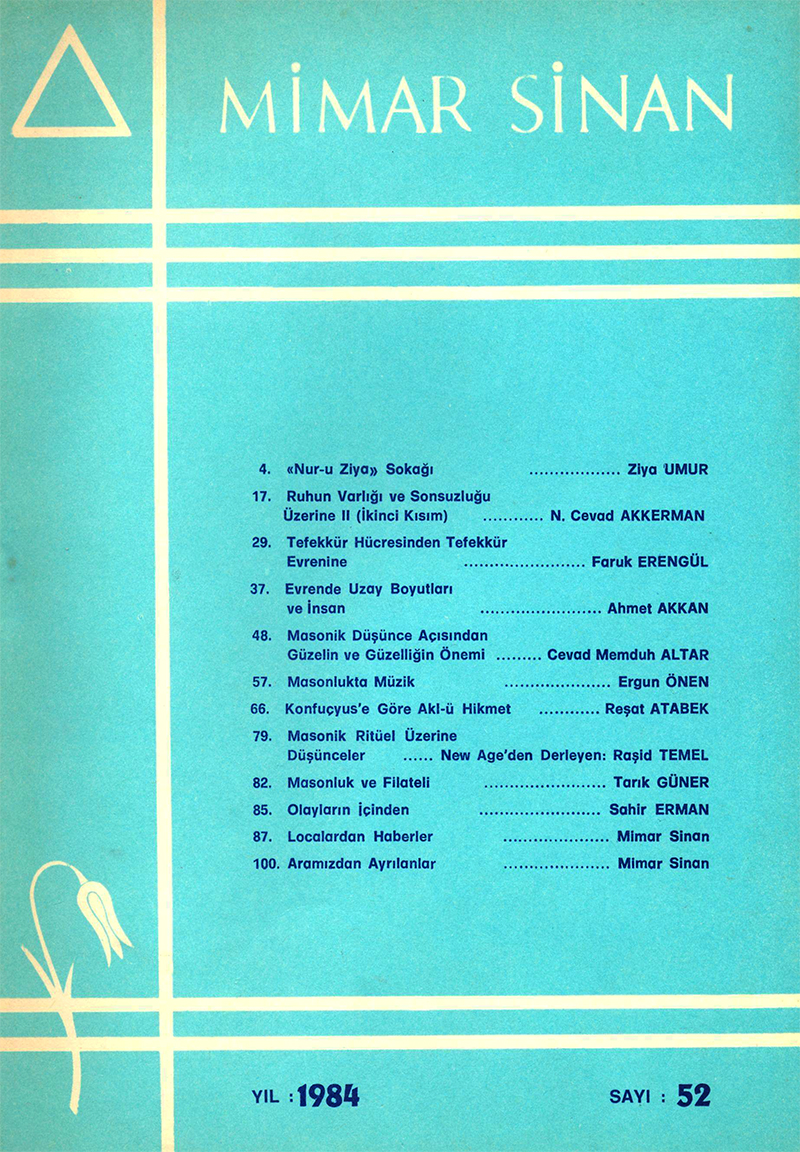 MİMAR SİNAN
4. «Nur-u Ziya» Sokağı .................. Ziya UMUR
17. Ruhun Varlığı ve Sonsuzluğu
Üzerine II (İkinci Kısım) ............ N. Cevad AKKERMAN
29. Tefekkür Hücresinden Tefekkür
Evrenine ........................ Faruk ERENGÜL
37. Evrende Uzay Boyutları
ve İnsan ........................ Ahmet AKKAN
48. Masonik Düşünce Açısından
Güzelin ve Güzelliğin Önemi ......... Cevad Memduh ALTAR
57. Masonlukta Müzik ..................... Ergun ÖNEN
66. Konfuçyus'e Göre Akl-ü Hikmet ............ Reşat ATABEK
79. Masonik Ritüel Üzerine
Düşünceler ...... New Age'den Derleyen: Raşid TEMEL
82. Masonluk ve Filateli ........................ Tarık GÜNER
85. Olayların İçinden ........................ Sahir ERMAN
87. Localardan Haberler ..................... Mimar Sinan
100. Aramızdan Ayrılanlar ..................... Mimar Sinan
YIL : 1984 SAYI : 52